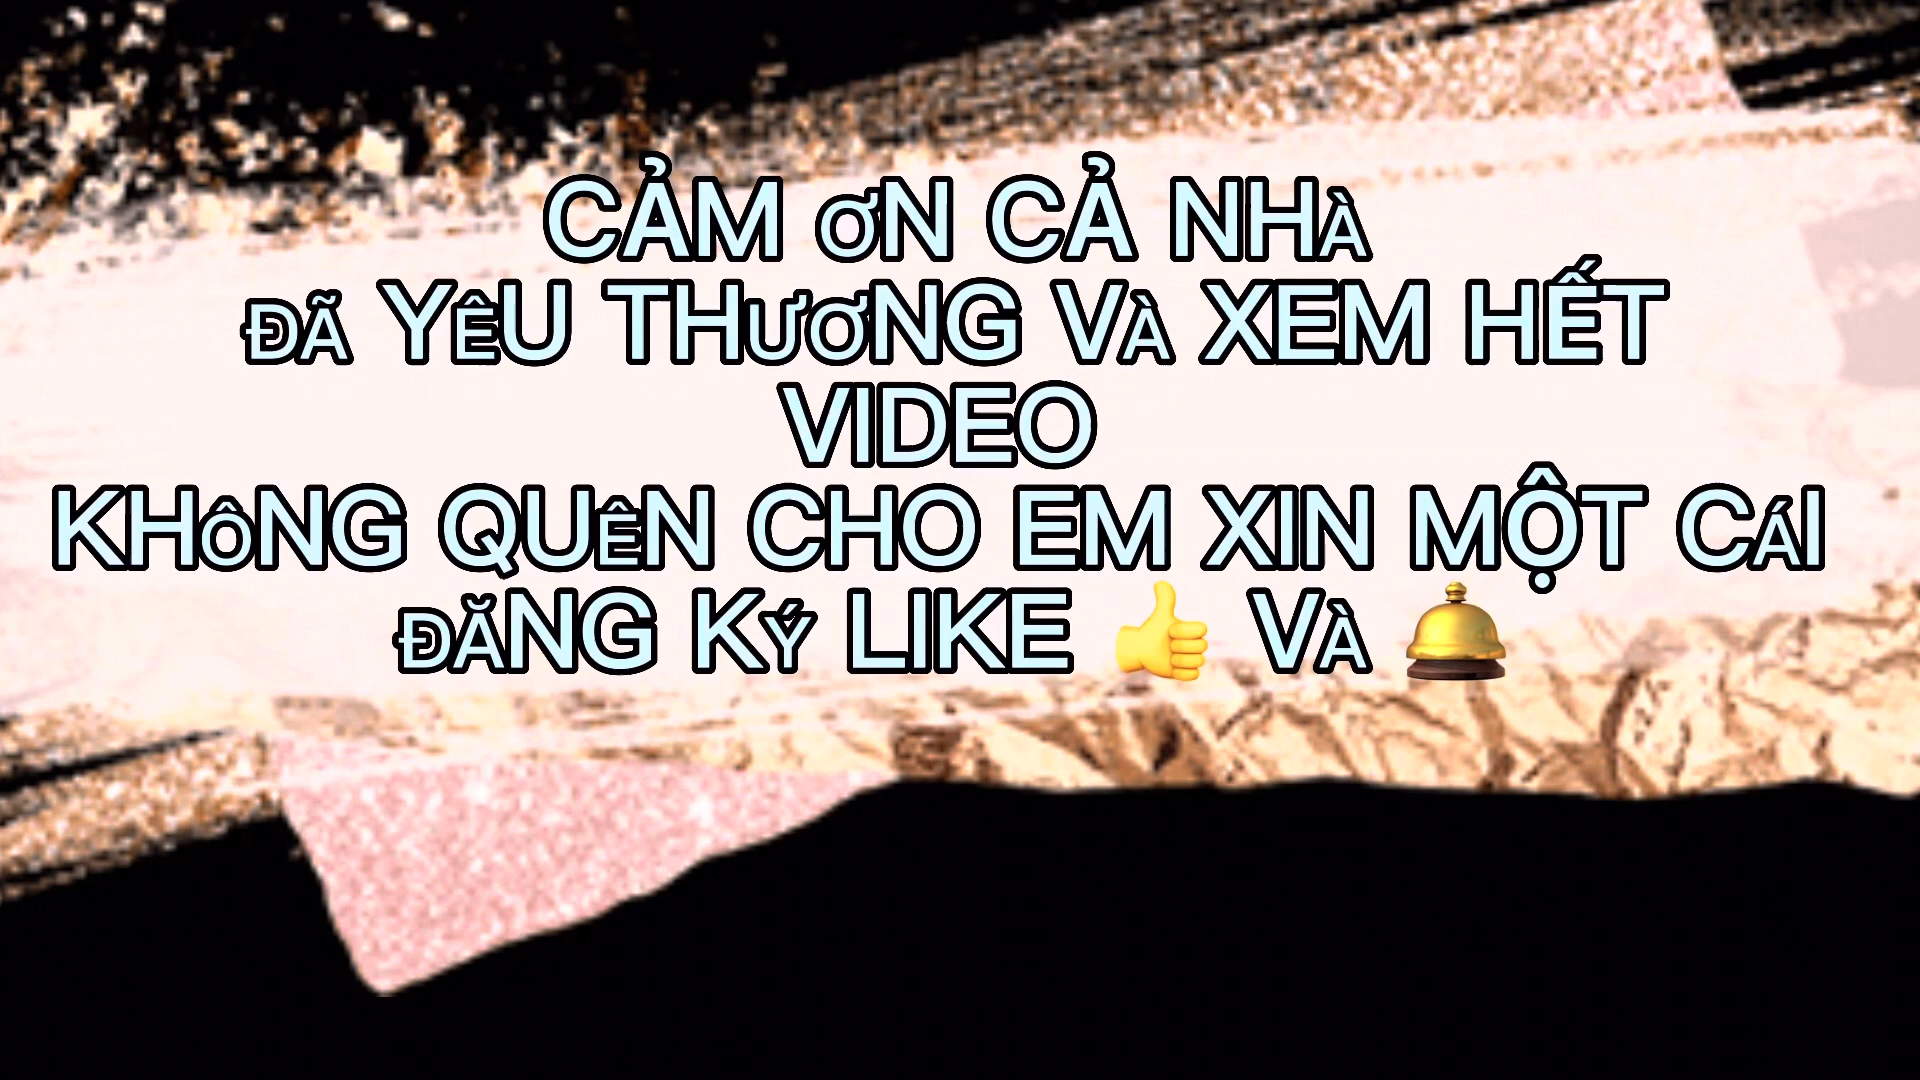 CẢM ƠN CẢ NHÀ
ĐÃ YÊU THƯƠNG VÀ XEM HẾT
VIDEO
KHÔNG QUÊN CHO EM XIN MỘT CÁI
ĐĂNG KÝ LIKE 👍 VÀ 🛎️